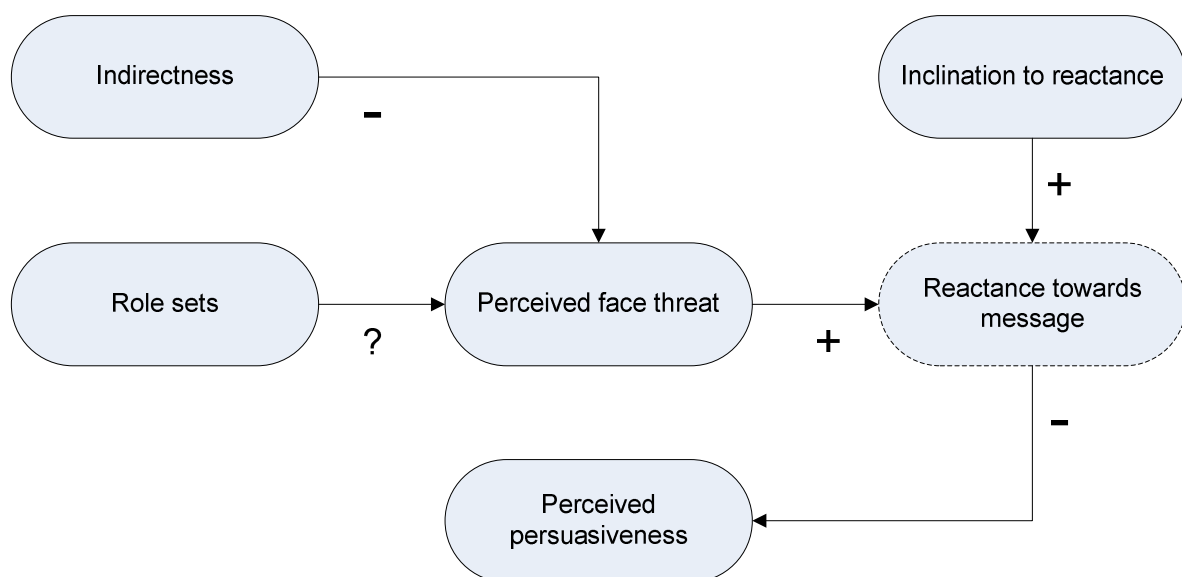 Indirectness
Inclination to reactance
-
+
Role sets
Perceived face threat
Reactance towards
message
?
+
-
Perceived
persuasiveness